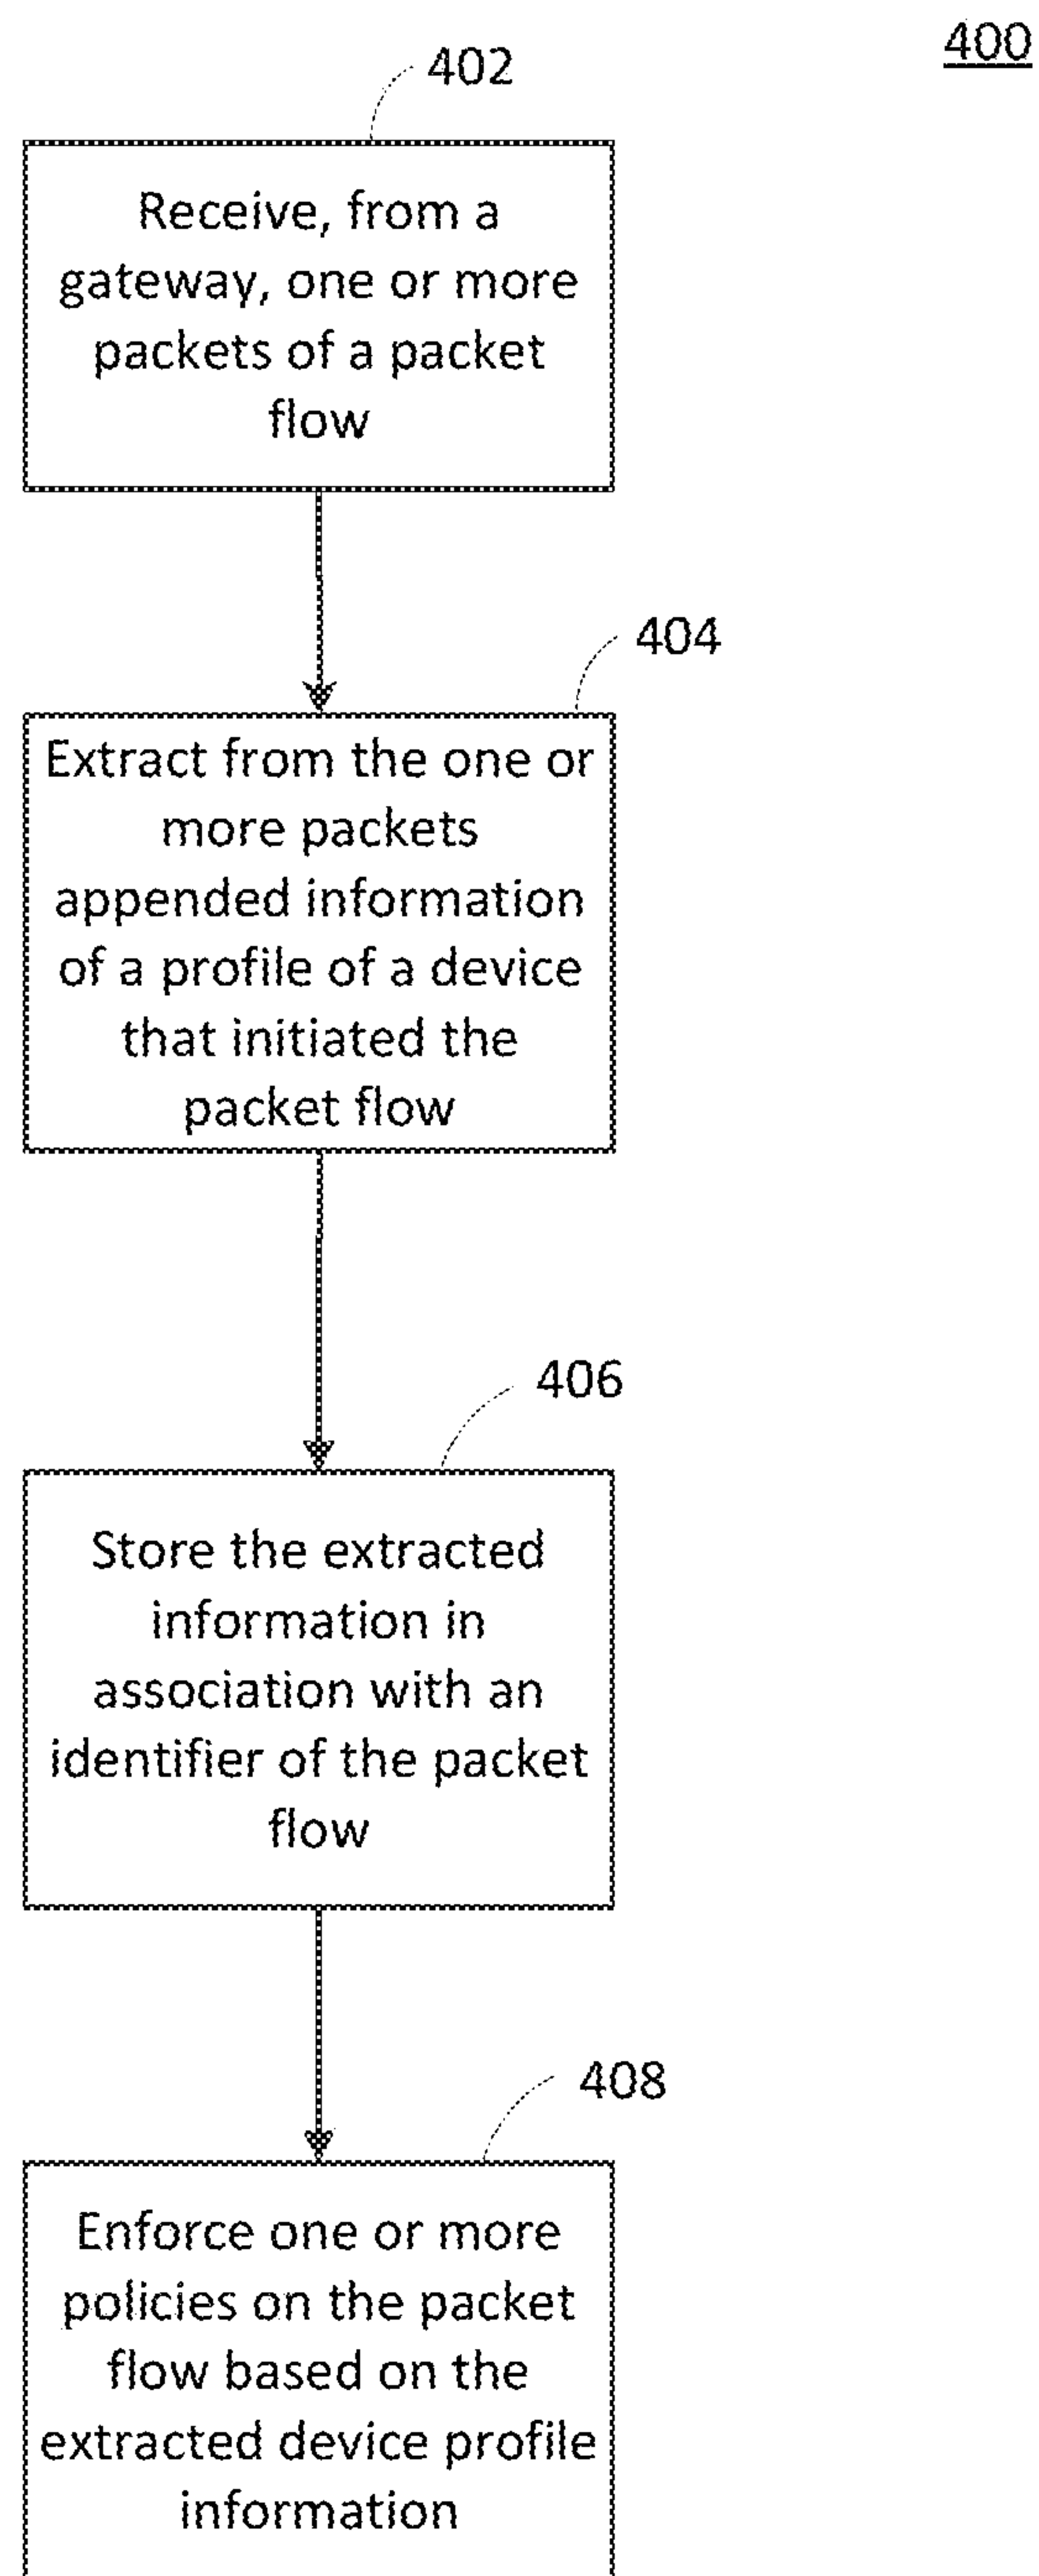 400
402
Receive, from a
gateway, one or more
packets of a packet
flow
404
Extract from the one or
more packets
appended information
of a profile of a device
that initiated the
packet flow
406
Store the extracted
information in
association with an
identifier of the packet
flow
408
Enforce one or more
policies on the packet
flow based on the
extracted device profile
information